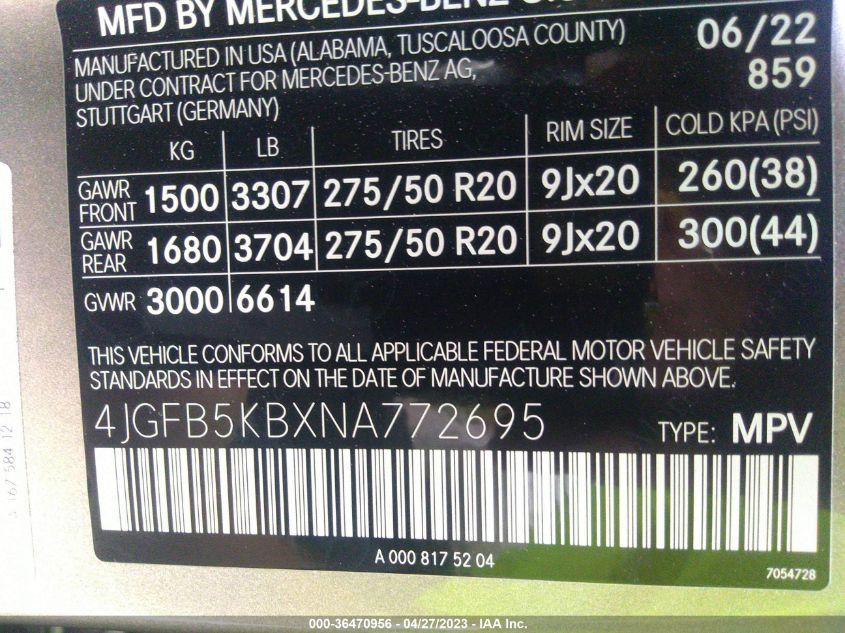 MFD BY MERCEDES-BENZ
MANUFACTURED IN USA (ALABAMA, TUSCALOOSA COUNTY) 06/22
UNDER CONTRACT FOR MERCEDES-BENZ AG, 859
STUTTGART (GERMANY)
KG LB TIRES RIM SIZE COLD KPA (PSI)
GAWR FRONT 1500 3307 275/50 R20 9Jx20 260(38)
GAWR REAR 1680 3704 275/50 R20 9Jx20 300(44)
GVWR 3000 6614
THIS VEHICLE CONFORMS TO ALL APPLICABLE FEDERAL MOTOR VEHICLE SAFETY
STANDARDS IN EFFECT ON THE DATE OF MANUFACTURE SHOWN ABOVE.
4JGFB5KBXNA772695 TYPE: MPV
A 000 817 52 04
7054728
A 167 584 12 18
000-36470956 - 04/27/2023 - IAA Inc.